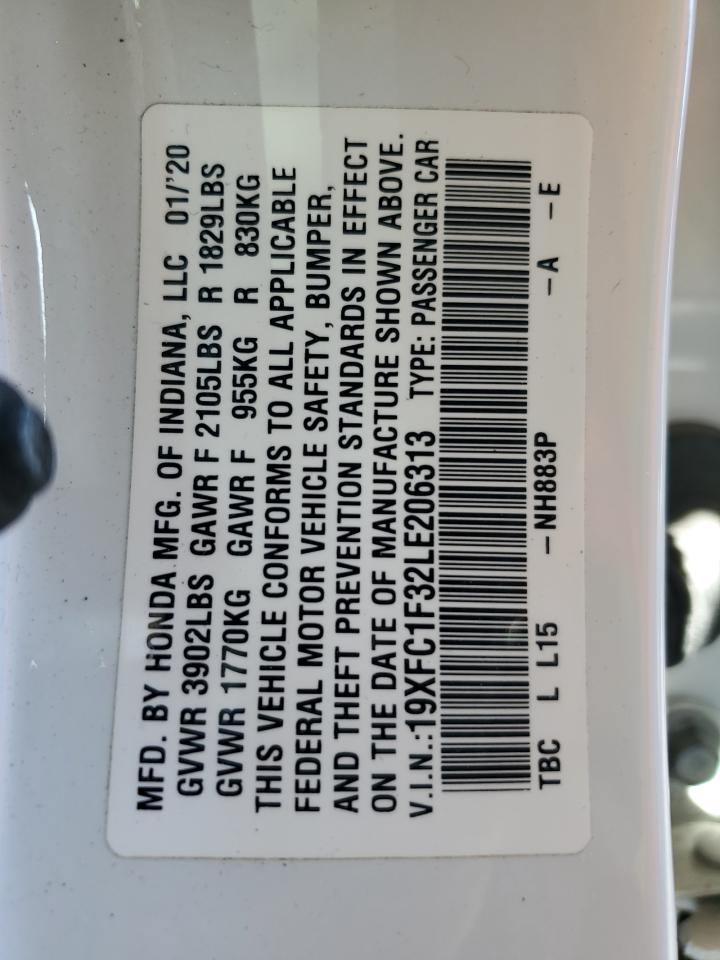 MFD. BY HONDA MFG. OF INDIANA, LLC 01/'20
GVWR 3902LBS GAWR F 2105LBS R 1829LBS
GVWR 1770KG GAWR F 955KG R 830KG
THIS VEHICLE CONFORMS TO ALL APPLICABLE
FEDERAL MOTOR VEHICLE SAFETY, BUMPER,
AND THEFT PREVENTION STANDARDS IN EFFECT
ON THE DATE OF MANUFACTURE SHOWN ABOVE.
V.I.N.:19XFC1F32LE206313 TYPE: PASSENGER CAR
TBC L L15 -NH883P -A -E